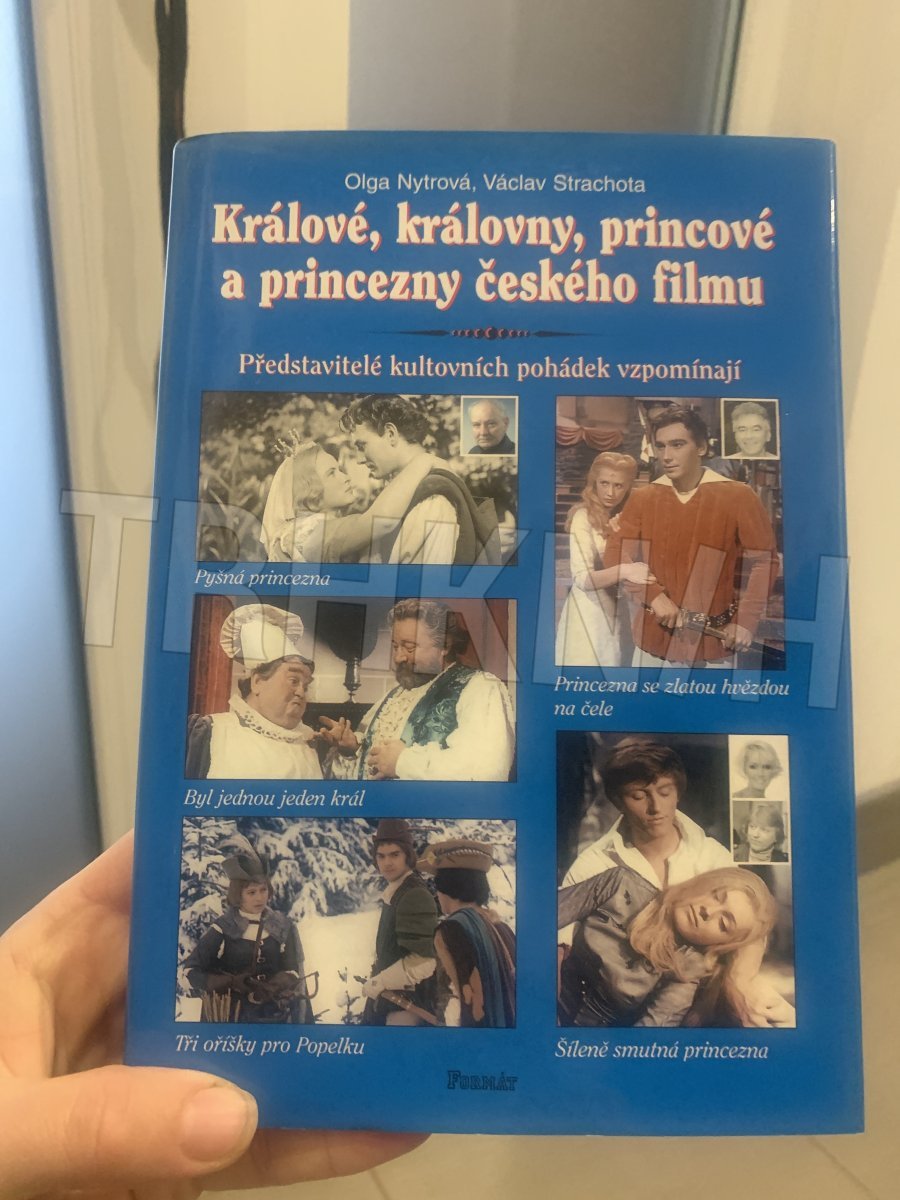 Olga Nytrová, Václav Strachota
Králové, královny, princové
a princezny českého filmu
Představitelé kultovních pohádek vzpomínají
Pyšná princezna
Princezna se zlatou hvězdou
na čele
Byl jednou jeden král
Tři oříšky pro Popelku
Šíleně smutná princezna
FORMÁT